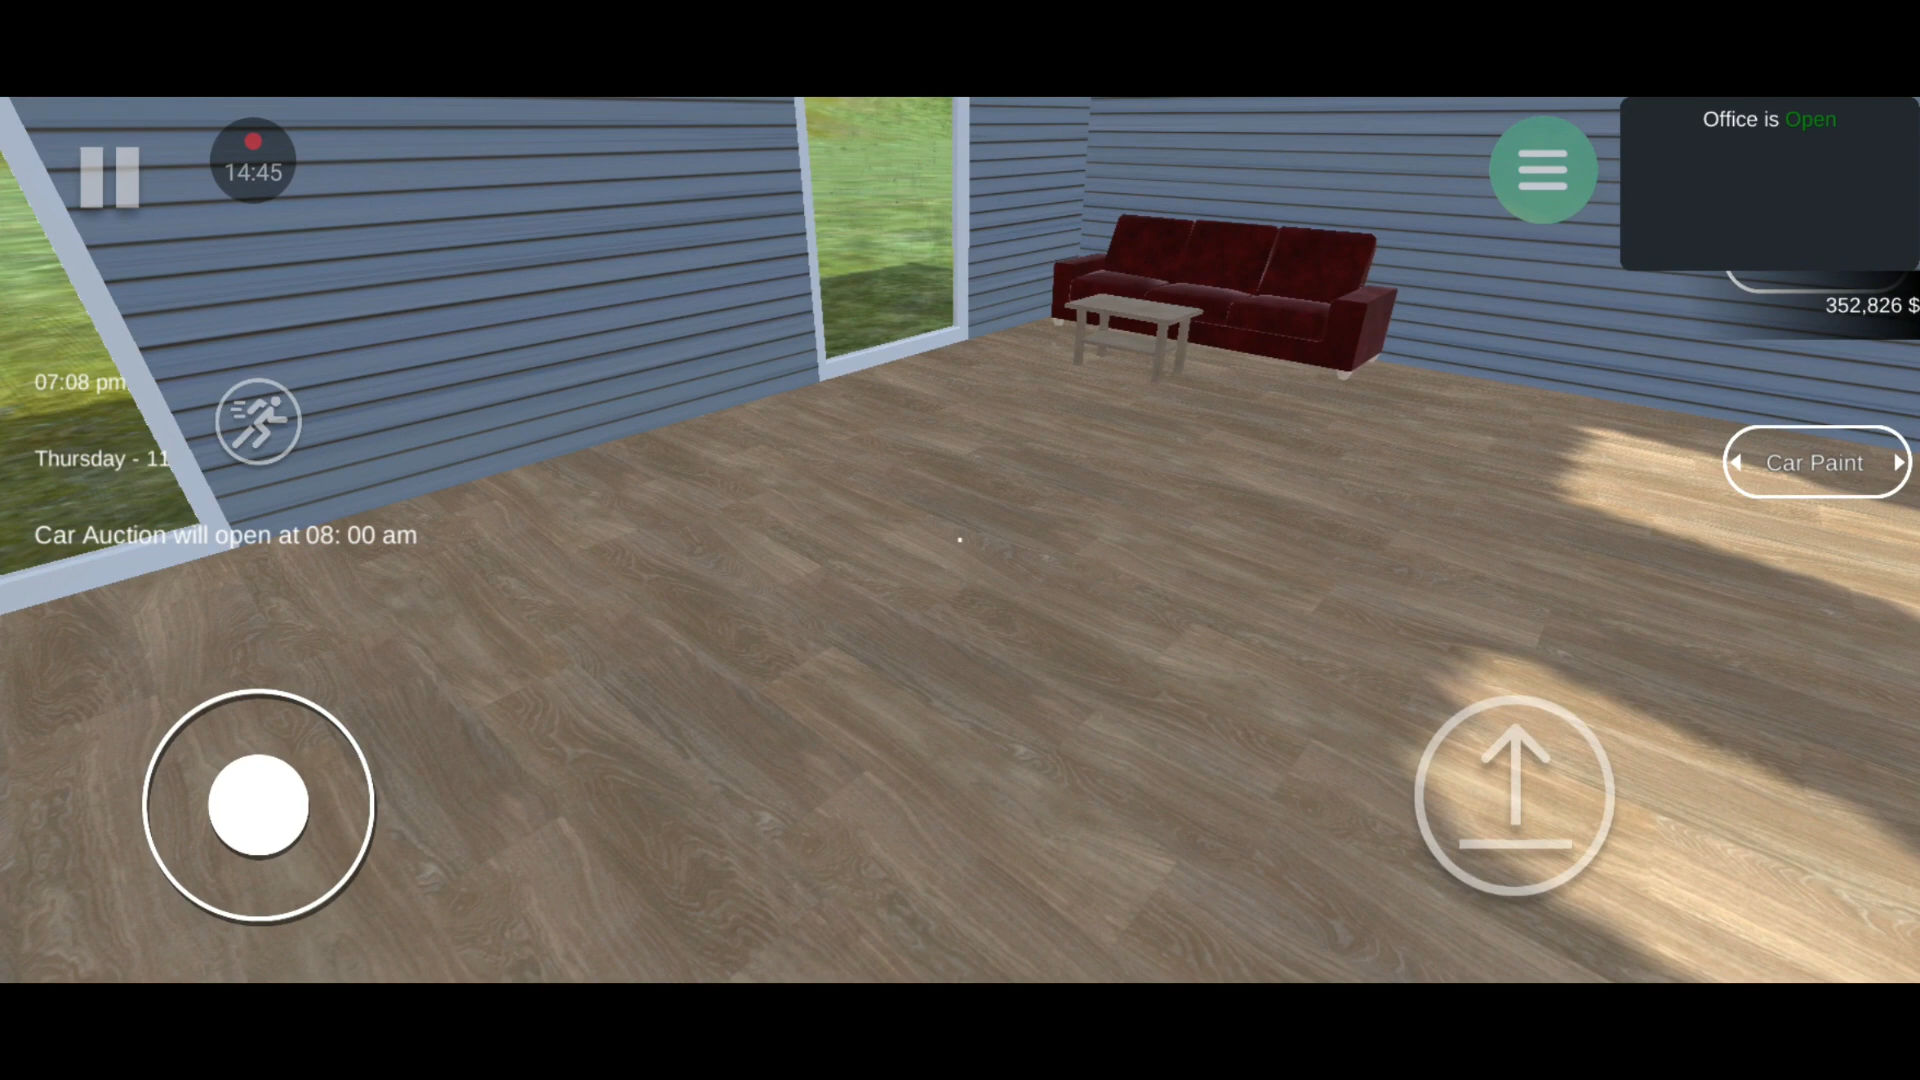 Office is Open
14:45
352,826 $
07:08 pm
Thursday - 11
Car Paint
Car Auction will open at 08: 00 am